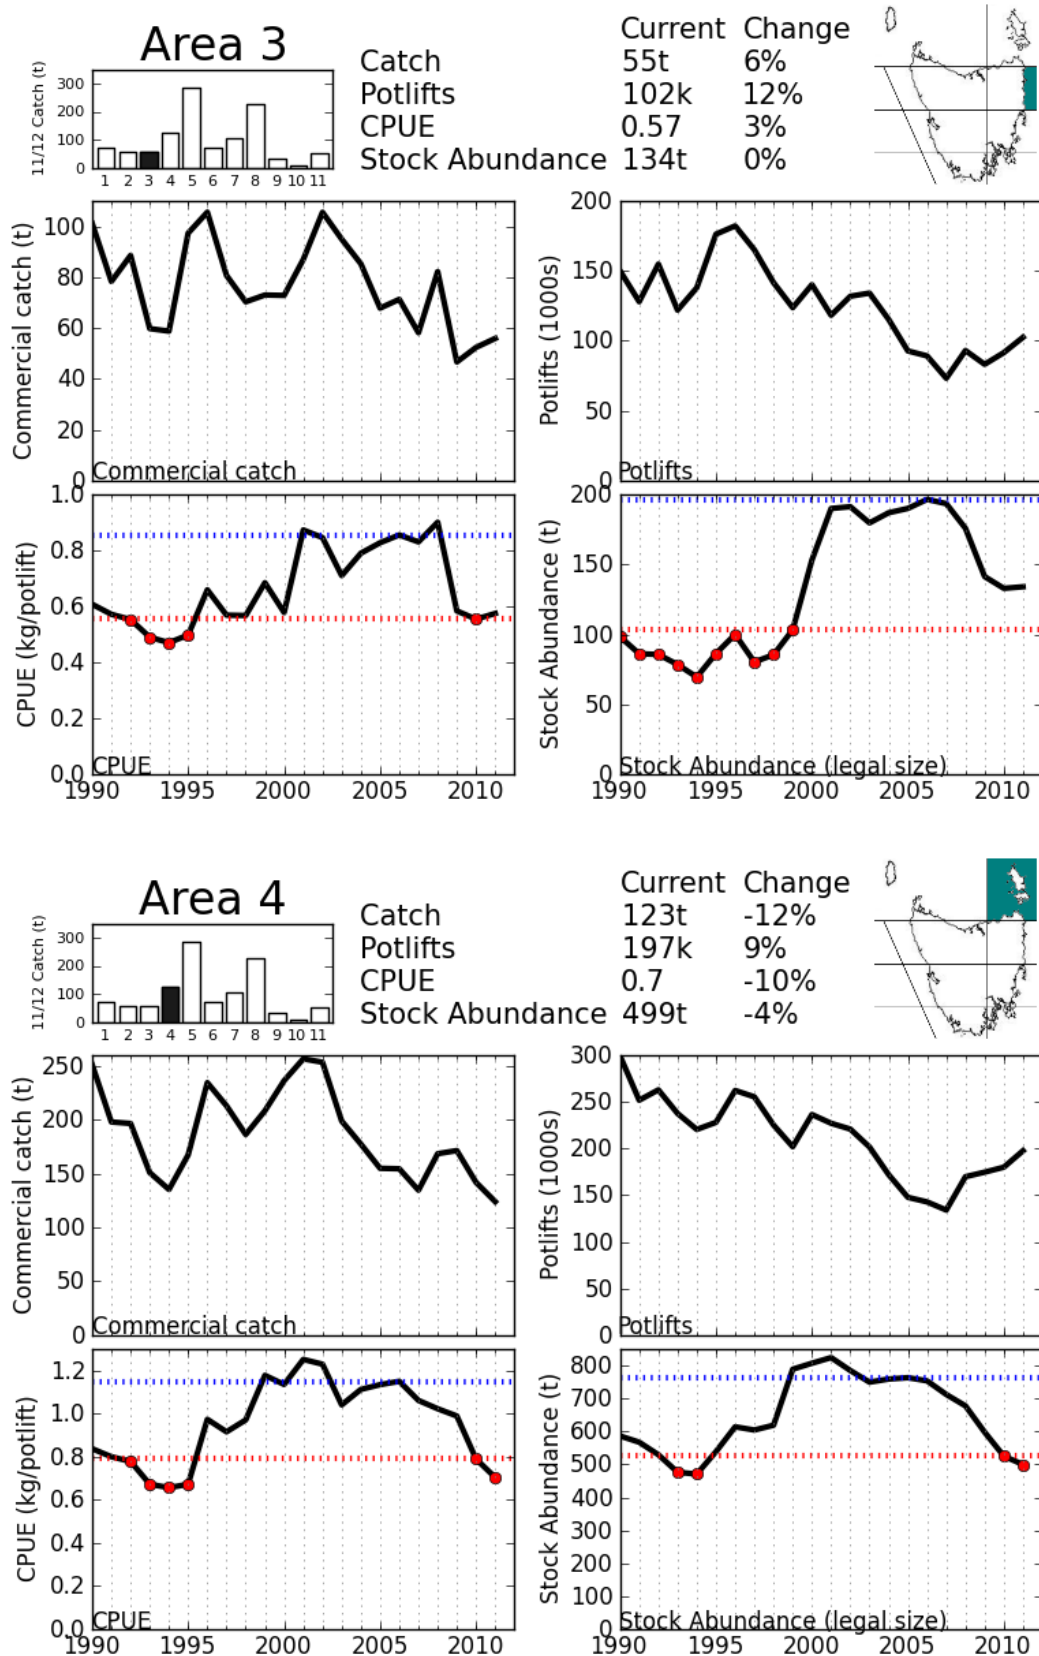 Area 3
Current Change
Catch 55t 6%
Potlifts 102k 12%
CPUE 0.57 3%
Stock Abundance 134t 0%
11/12 Catch (t)
300
200
100
0
1 2 3 4 5 6 7 8 9 10 11
Commercial catch (t)
100
80
60
40
20
0
Commercial catch
Potlifts (1000s)
200
150
100
50
0
Potlifts
CPUE (kg/potlift)
1.0
0.8
0.6
0.4
0.2
0.0
CPUE
1990 1995 2000 2005 2010
Stock Abundance (t)
200
150
100
50
0
Stock Abundance (legal size)
1990 1995 2000 2005 2010
Area 4
Current Change
Catch 123t -12%
Potlifts 197k 9%
CPUE 0.7 -10%
Stock Abundance 499t -4%
11/12 Catch (t)
300
200
100
0
1 2 3 4 5 6 7 8 9 10 11
Commercial catch (t)
250
200
150
100
50
0
Commercial catch
Potlifts (1000s)
300
250
200
150
100
50
0
Potlifts
CPUE (kg/potlift)
1.2
1.0
0.8
0.6
0.4
0.2
0.0
CPUE
1990 1995 2000 2005 2010
Stock Abundance (t)
800
700
600
500
400
300
200
100
0
Stock Abundance (legal size)
1990 1995 2000 2005 2010